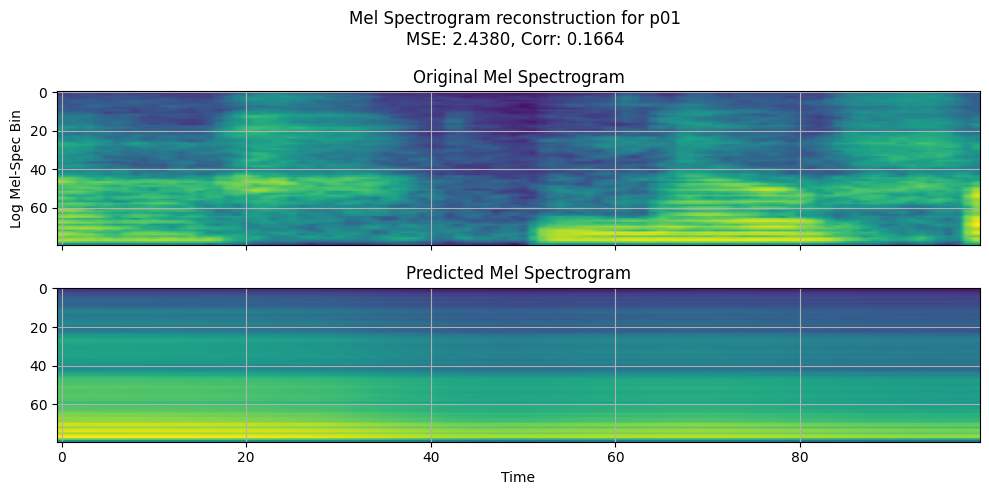 Mel Spectrogram reconstruction for p01
MSE: 2.4380, Corr: 0.1664
Original Mel Spectrogram
Log Mel-Spec Bin
0
20
40
60
Predicted Mel Spectrogram
0
20
40
60
0 20 40 60 80
Time